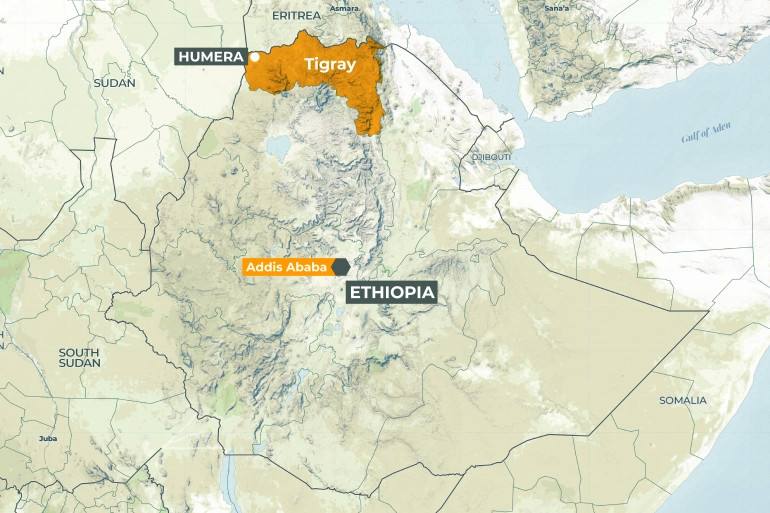 Asmara.
Sana'a
ERITREA
HUMERA
Tigray
SUDAN
Gulf of Aden
DJIBOUTI
Addis Ababa
ETHIOPIA
SOUTH
SUDAN
SOMALIA
Juba